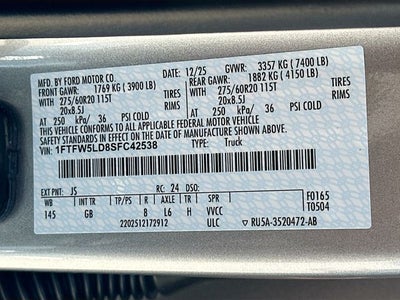 MFD. BY FORD MOTOR CO. 12/25 GVWR: 3357 KG (7400 LB)
FRONT GAWR: 1769 KG (3900 LB) REAR GAWR: 1882 KG (4150 LB)
WITH 275/60R20 115T TIRES WITH 275/60R20 115T TIRES
20x8.5J RIMS 20x8.5J RIMS
AT 250 kPa/ 36 PSI COLD AT 250 kPa/ 36 PSI COLD
THIS VEHICLE CONFORMS TO ALL APPLICABLE FEDERAL MOTOR VEHICLE
SAFETY STANDARDS IN EFFECT ON THE DATE OF MANUFACTURE SHOWN ABOVE.
VIN: 1FTFW5LD8SFC42538 TYPE: Truck
EXT PNT: JS RC: 24 DSO:
WB INT TR TP/PS R AXLE TR SPR F0165
145 GB 8 L6 H VVCC T0504
2202512172912 ULC ▽ RU5A-3520472-AB